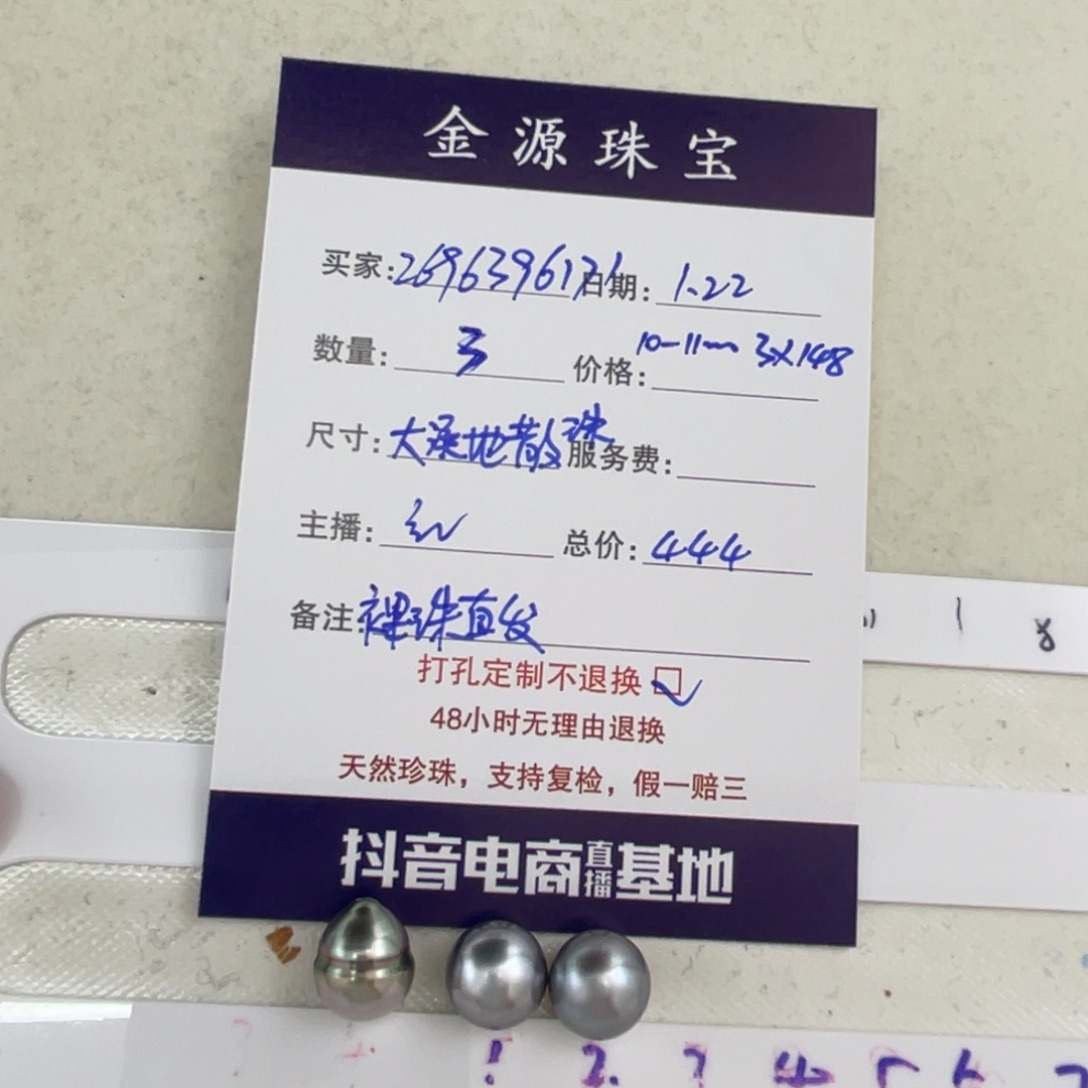 金源珠宝
买家:2696396171 日期:1.22
数量:3 价格:10-11mm 3X148
尺寸:大溪地散珠 服务费:
主播:红 总价:444
备注:裸珠直发
打孔定制不退换
48小时无理由退换
天然珍珠，支持复检，假一赔三
抖音电商直播基地